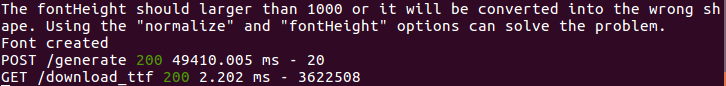 The fontHeight should larger than 1000 or it will be converted into the wrong sh
ape. Using the "normalize" and "fontHeight" options can solve the problem.
Font created
POST /generate 200 49410.005 ms - 20
GET /download_ttf 200 2.202 ms - 3622508